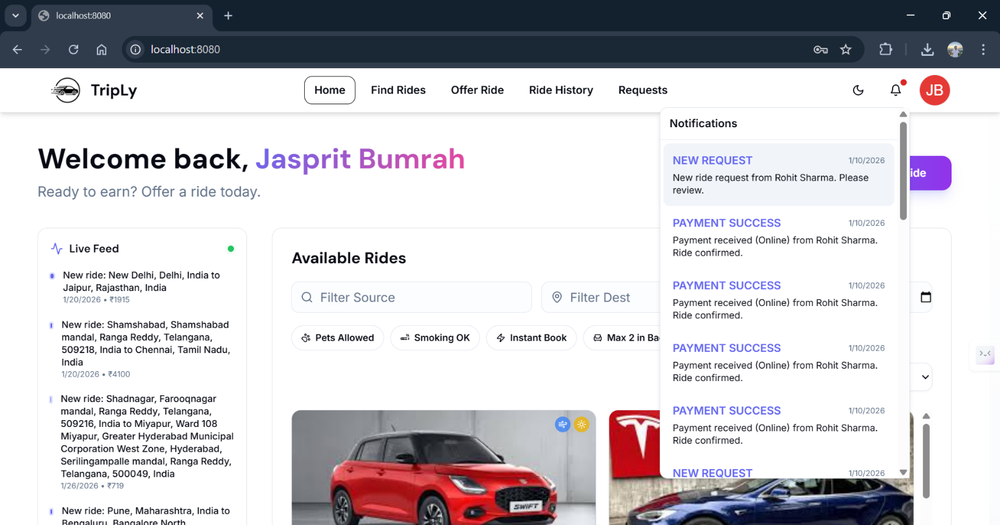 localhost:8080
localhost:8080
TripLy
Home
Find Rides
Offer Ride
Ride History
Requests
JB
Welcome back, Jasprit Bumrah
Ready to earn? Offer a ride today.
ide
Notifications
NEW REQUEST
1/10/2026
New ride request from Rohit Sharma. Please
review.
PAYMENT SUCCESS
1/10/2026
Payment received (Online) from Rohit Sharma.
Ride confirmed.
PAYMENT SUCCESS
1/10/2026
Payment received (Online) from Rohit Sharma.
Ride confirmed.
PAYMENT SUCCESS
1/10/2026
Payment received (Online) from Rohit Sharma.
Ride confirmed.
PAYMENT SUCCESS
1/10/2026
Payment received (Online) from Rohit Sharma.
Ride confirmed.
NEW REQUEST
1/10/2026
Live Feed
New ride: New Delhi, Delhi, India to
Jaipur, Rajasthan, India
1/20/2026 • ₹1915
New ride: Shamshabad, Shamshabad
mandal, Ranga Reddy, Telangana,
509218, India to Chennai, Tamil Nadu,
India
1/20/2026 • ₹4100
New ride: Shadnagar, Farooqnagar
mandal, Ranga Reddy, Telangana,
509216, India to Miyapur, Ward 108
Miyapur, Greater Hyderabad Municipal
Corporation West Zone, Hyderabad,
Serilingampalle mandal, Ranga Reddy,
Telangana, 500049, India
1/26/2026 • ₹719
New ride: Pune, Maharashtra, India to
Bengaluru, Bangalore North
Available Rides
Filter Source
Filter Dest
Pets Allowed
Smoking OK
Instant Book
Max 2 in Ba
SWIFT